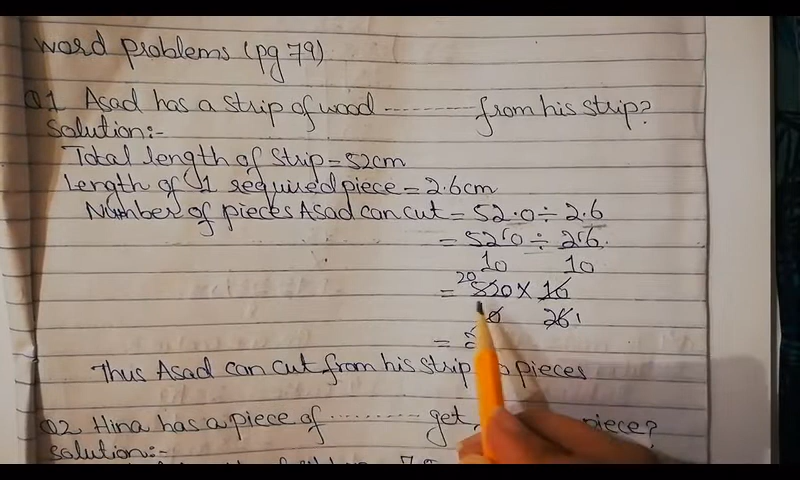 word problems (pg 79)
Q1 Asad has a strip of wood ---------- from his strip?
Solution:-
Total length of strip = 52cm
Length of 1 required piece = 2.6cm
Number of pieces Asad can cut = 52.0 ÷ 2.6
= 520 ÷ 26
10 10
= 20 520 × 10
26 1
=
Thus Asad can cut from his strip pieces
Q2 Hina has a piece of ---------- get piece?
Solution:-